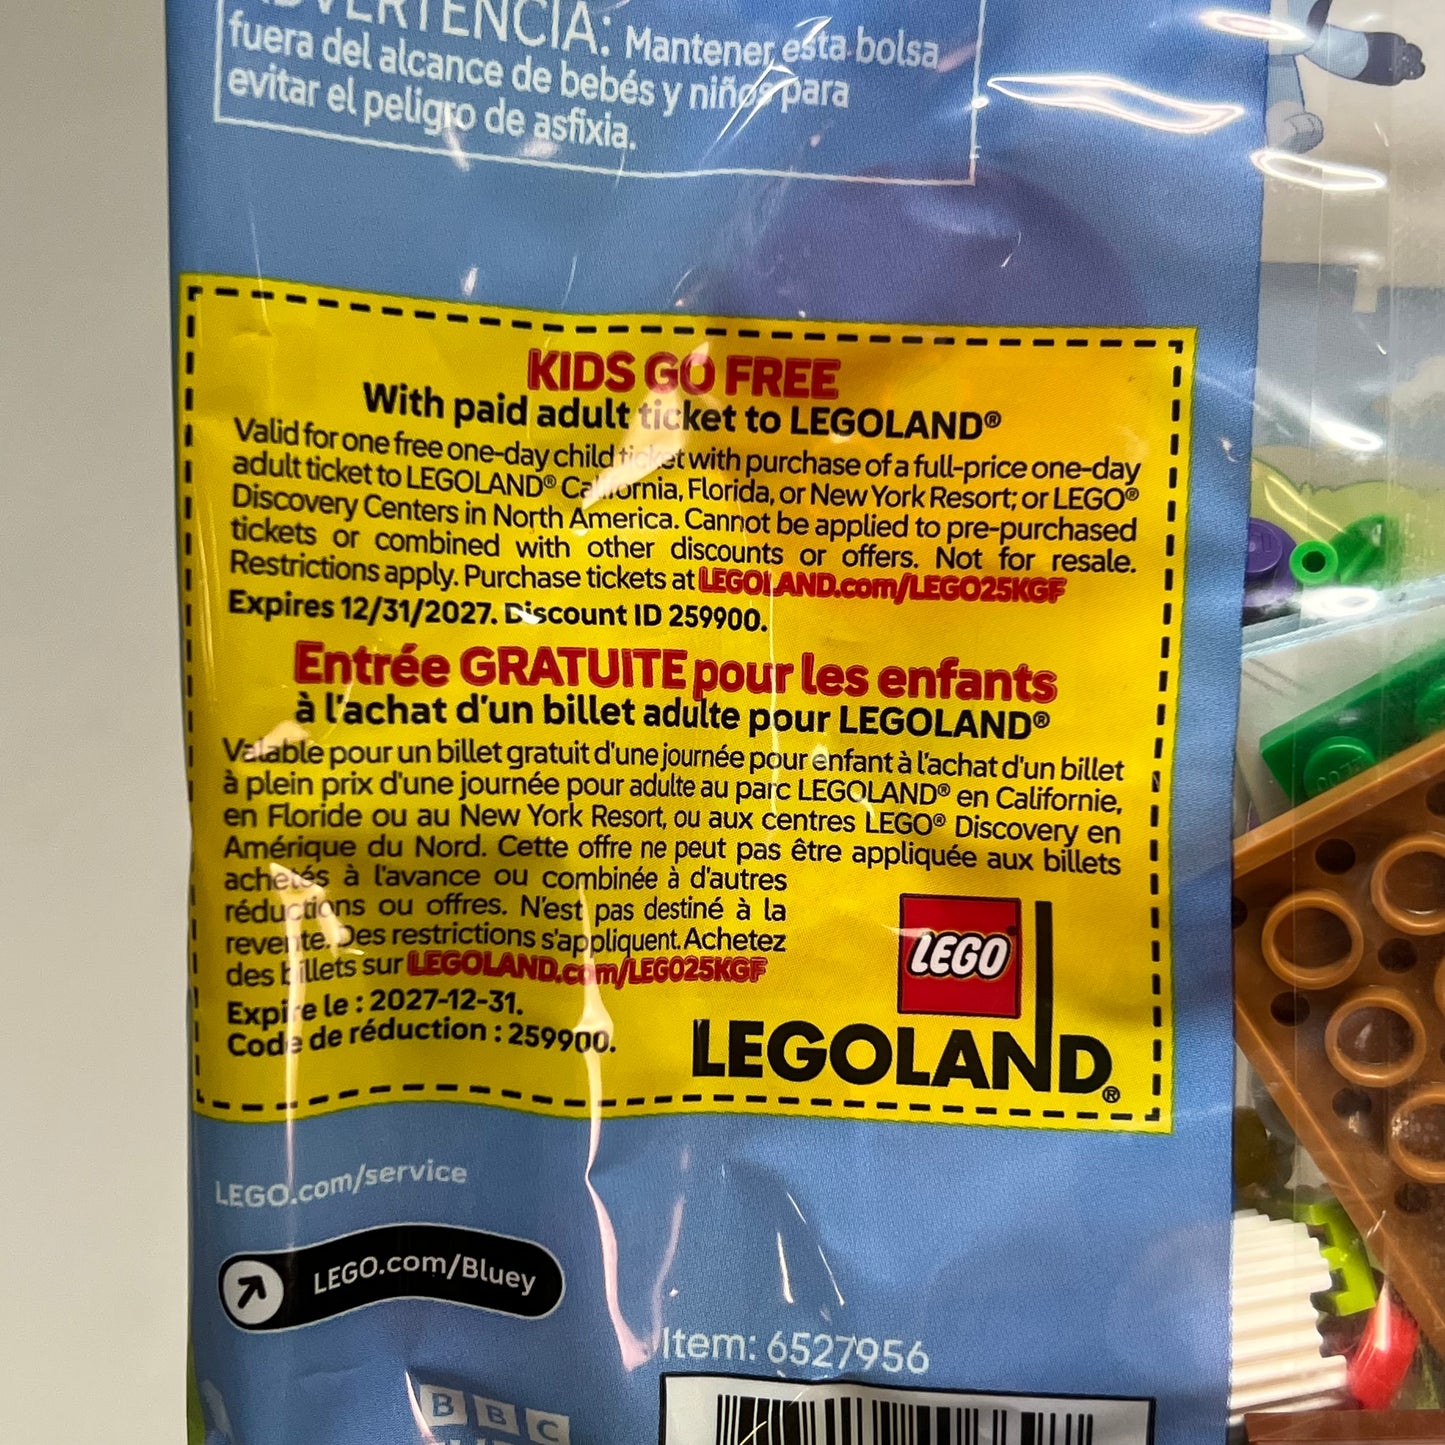 ADVERTENCIA: Mantener esta bolsa
fuera del alcance de bebés y niños para
evitar el peligro de asfixia.
KIDS GO FREE
With paid adult ticket to LEGOLAND®
Valid for one free one-day child ticket with purchase of a full-price one-day
adult ticket to LEGOLAND® California, Florida, or New York Resort; or LEGO®
Discovery Centers in North America. Cannot be applied to pre-purchased
tickets or combined with other discounts or offers. Not for resale.
Restrictions apply. Purchase tickets at LEGOLAND.com/LEGO25KGF
Expires 12/31/2027. Discount ID 259900.
Entrée GRATUITE pour les enfants
à l'achat d'un billet adulte pour LEGOLAND®
Valable pour un billet gratuit d'une journée pour enfant à l'achat d'un billet
à plein prix d'une journée pour adulte au parc LEGOLAND® en Californie,
en Floride ou au New York Resort, ou aux centres LEGO® Discovery en
Amérique du Nord. Cette offre ne peut pas être appliquée aux billets
achetés à l'avance ou combinée à d'autres
réductions ou offres. N'est pas destiné à la
revente. Des restrictions s'appliquent. Achetez
des billets sur LEGOLAND.com/LEGO25KGF
Expire le : 2027-12-31.
Code de réduction : 259900.
LEGO®
LEGOLAND®
LEGO.com/service
LEGO.com/Bluey
Item: 6527956
BBC